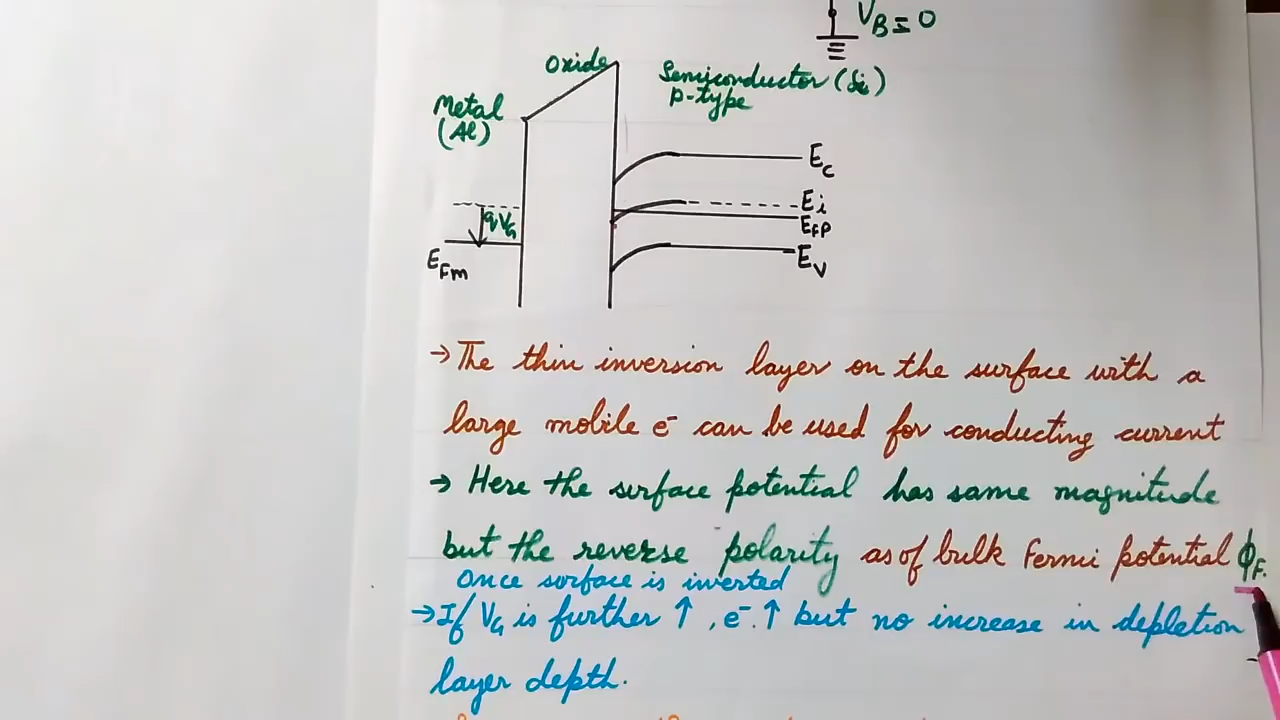 VB = 0
Oxide
Semiconductor (Si)
P-type
Metal
(Al)
Ec
Ei
qVG
EFP
EFm
Ev
→ The thin inversion layer on the surface with a
large mobile e⁻ can be used for conducting current
→ Here the surface potential has same magnitude
but the reverse polarity as of bulk Fermi potential ϕF.
Once surface is inverted
→ If VG is further ↑, e⁻ ↑ but no increase in depletion
layer depth.